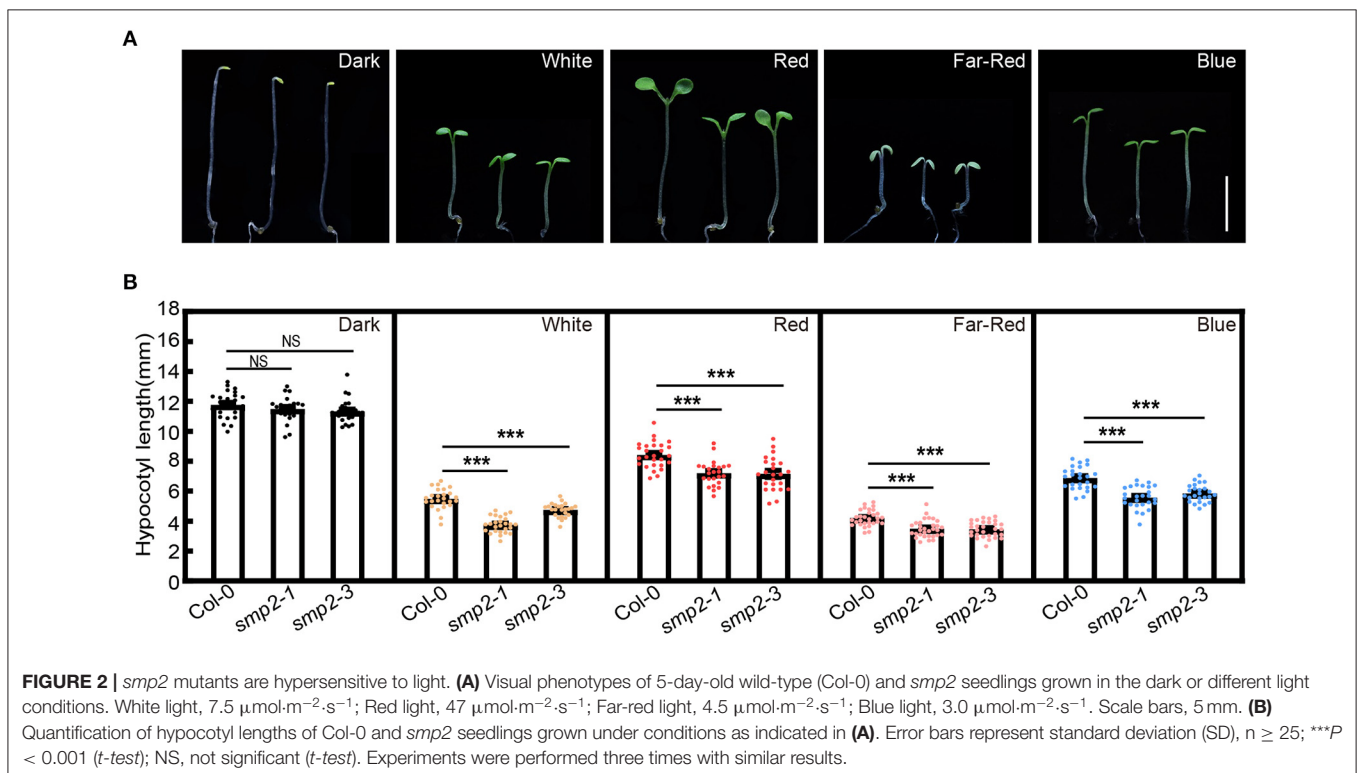 A
Dark
White
Red
Far-Red
Blue
B
Hypocotyl length(mm)
18
16
14
12
10
8
6
4
2
0
Dark
NS
NS
White
***
***
Red
***
***
Far-Red
***
***
Blue
***
***
Col-0 smp2-1 smp2-3 Col-0 smp2-1 smp2-3 Col-0 smp2-1 smp2-3 Col-0 smp2-1 smp2-3 Col-0 smp2-1 smp2-3
FIGURE 2 | smp2 mutants are hypersensitive to light. (A) Visual phenotypes of 5-day-old wild-type (Col-0) and smp2 seedlings grown in the dark or different light
conditions. White light, 7.5 μmol·m−2·s−1; Red light, 47 μmol·m−2·s−1; Far-red light, 4.5 μmol·m−2·s−1; Blue light, 3.0 μmol·m−2·s−1. Scale bars, 5 mm. (B)
Quantification of hypocotyl lengths of Col-0 and smp2 seedlings grown under conditions as indicated in (A). Error bars represent standard deviation (SD), n ≥ 25; ***P
< 0.001 (t-test); NS, not significant (t-test). Experiments were performed three times with similar results.